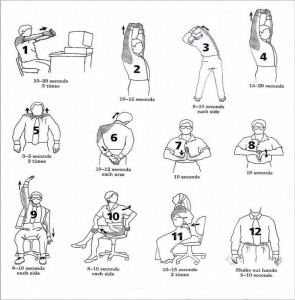 1
10–20 seconds
2 times
2
10–15 seconds
3
8–10 seconds
each side
4
15–20 seconds
5
3–5 seconds
3 times
6
10–12 seconds
each arm
7
10 seconds
8
10 seconds
9
8–10 seconds
each side
10
8–10 seconds
each side
11
10–15 seconds
2 times
12
Shake out hands
8–10 seconds